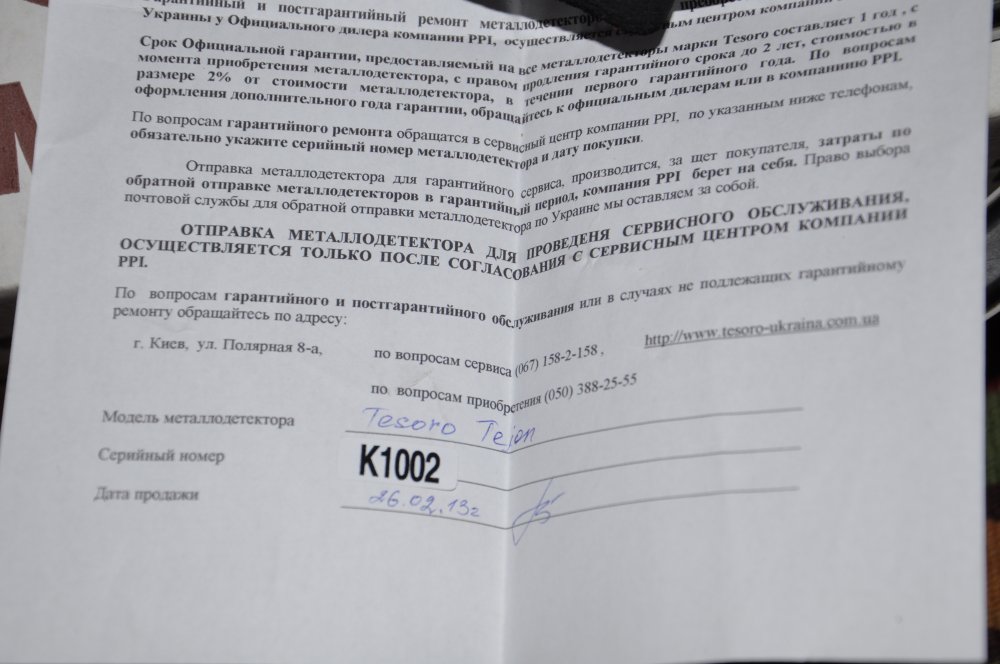 Гарантийный и постгарантийный ремонт металлодетекторов
Украины у Официального дилера компании PPI, осуществляется сервисным центром компании
Срок Официальной гарантии, предоставляемый на все металлодетекторы марки Tesoro составляет 1 год , с
момента приобретения металлодетектора, с правом продления гарантийного срока до 2 лет, стоимостью в
размере 2% от стоимости металлодетектора, в течении первого гарантийного года. По вопросам
оформления дополнительного года гарантии, обращайтесь к официальным дилерам или в компаниию PPI.
По вопросам гарантийного ремонта обращатся в сервисный центр компании PPI, по указанным ниже телефонам,
обязательно укажите серийный номер металлодетектора и дату покупки.
Отправка металлодетектора для гарантийного сервиса, производится, за щет покупателя, затраты по
обратной отправке металлодетекторов в гарантийный период, компания PPI берет на себя. Право выбора
почтовой службы для обратной отправки металлодетектора по Украине мы оставляем за собой.
ОТПРАВКА МЕТАЛЛОДЕТЕКТОРА ДЛЯ ПРОВЕДЕНЯ СЕРВИСНОГО ОБСЛУЖИВАНИЯ,
ОСУЩЕСТВЛЯЕТСЯ ТОЛЬКО ПОСЛЕ СОГЛАСОВАНИЯ С СЕРВИСНЫМ ЦЕНТРОМ КОМПАНИИ
PPI.
По вопросам гарантийного и постгарантийного обслуживания или в случаях не подлежащих гарантийному
ремонту обращайтесь по адресу:
г. Киев, ул. Полярная 8-а, по вопросам сервиса (067) 158-2-158 , http://www.tesoro-ukraina.com.ua
по вопросам приобретения (050) 388-25-55
Модель металлодетектора Tesoro Tejon
Серийный номер K1002
Дата продажи 26.02.13г